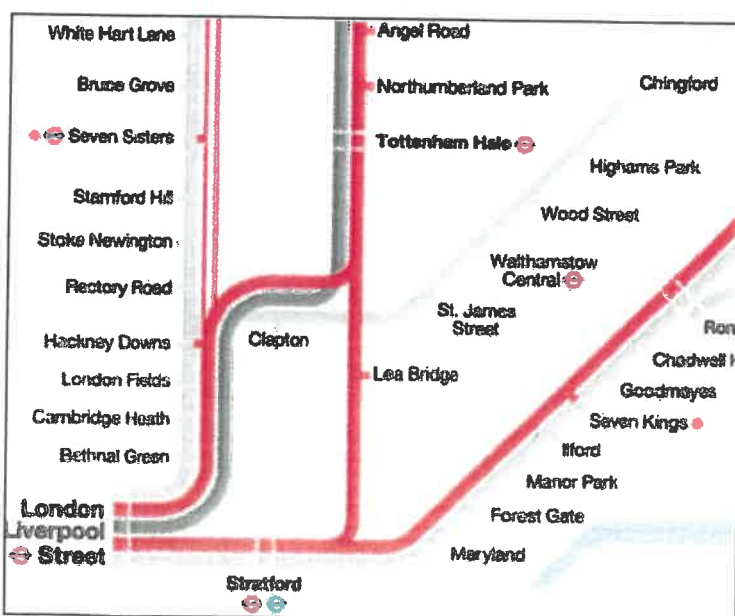 White Hart Lane
Bruce Grove
Seven Sisters
Stamford Hill
Stoke Newington
Rectory Road
Hackney Downs
London Fields
Cambridge Heath
Bethnal Green
London
Liverpool
Street
Stratford
Clapton
Angel Road
Northumberland Park
Tottenham Hale
Lea Bridge
Chingford
Highams Park
Wood Street
Walthamstow
Central
St. James
Street
Chadwell
Goodmayes
Seven Kings
Ilford
Manor Park
Forest Gate
Maryland